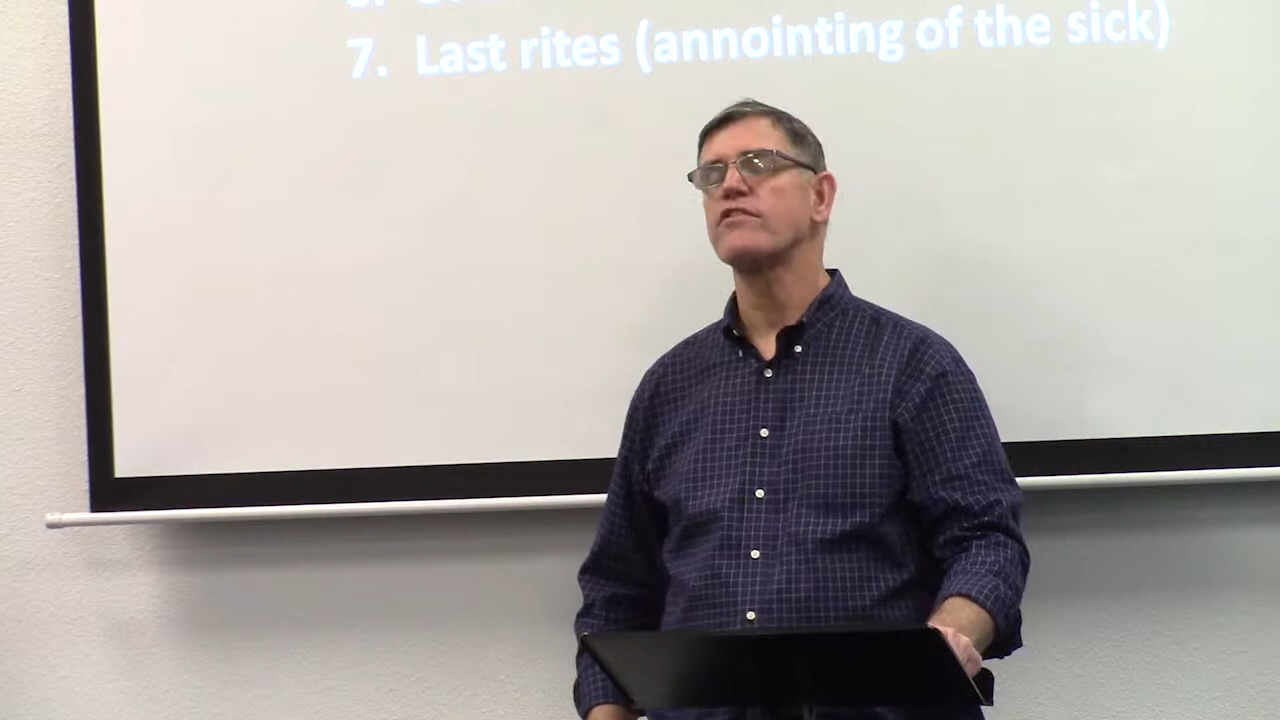 7. Last rites (annointing of the sick)